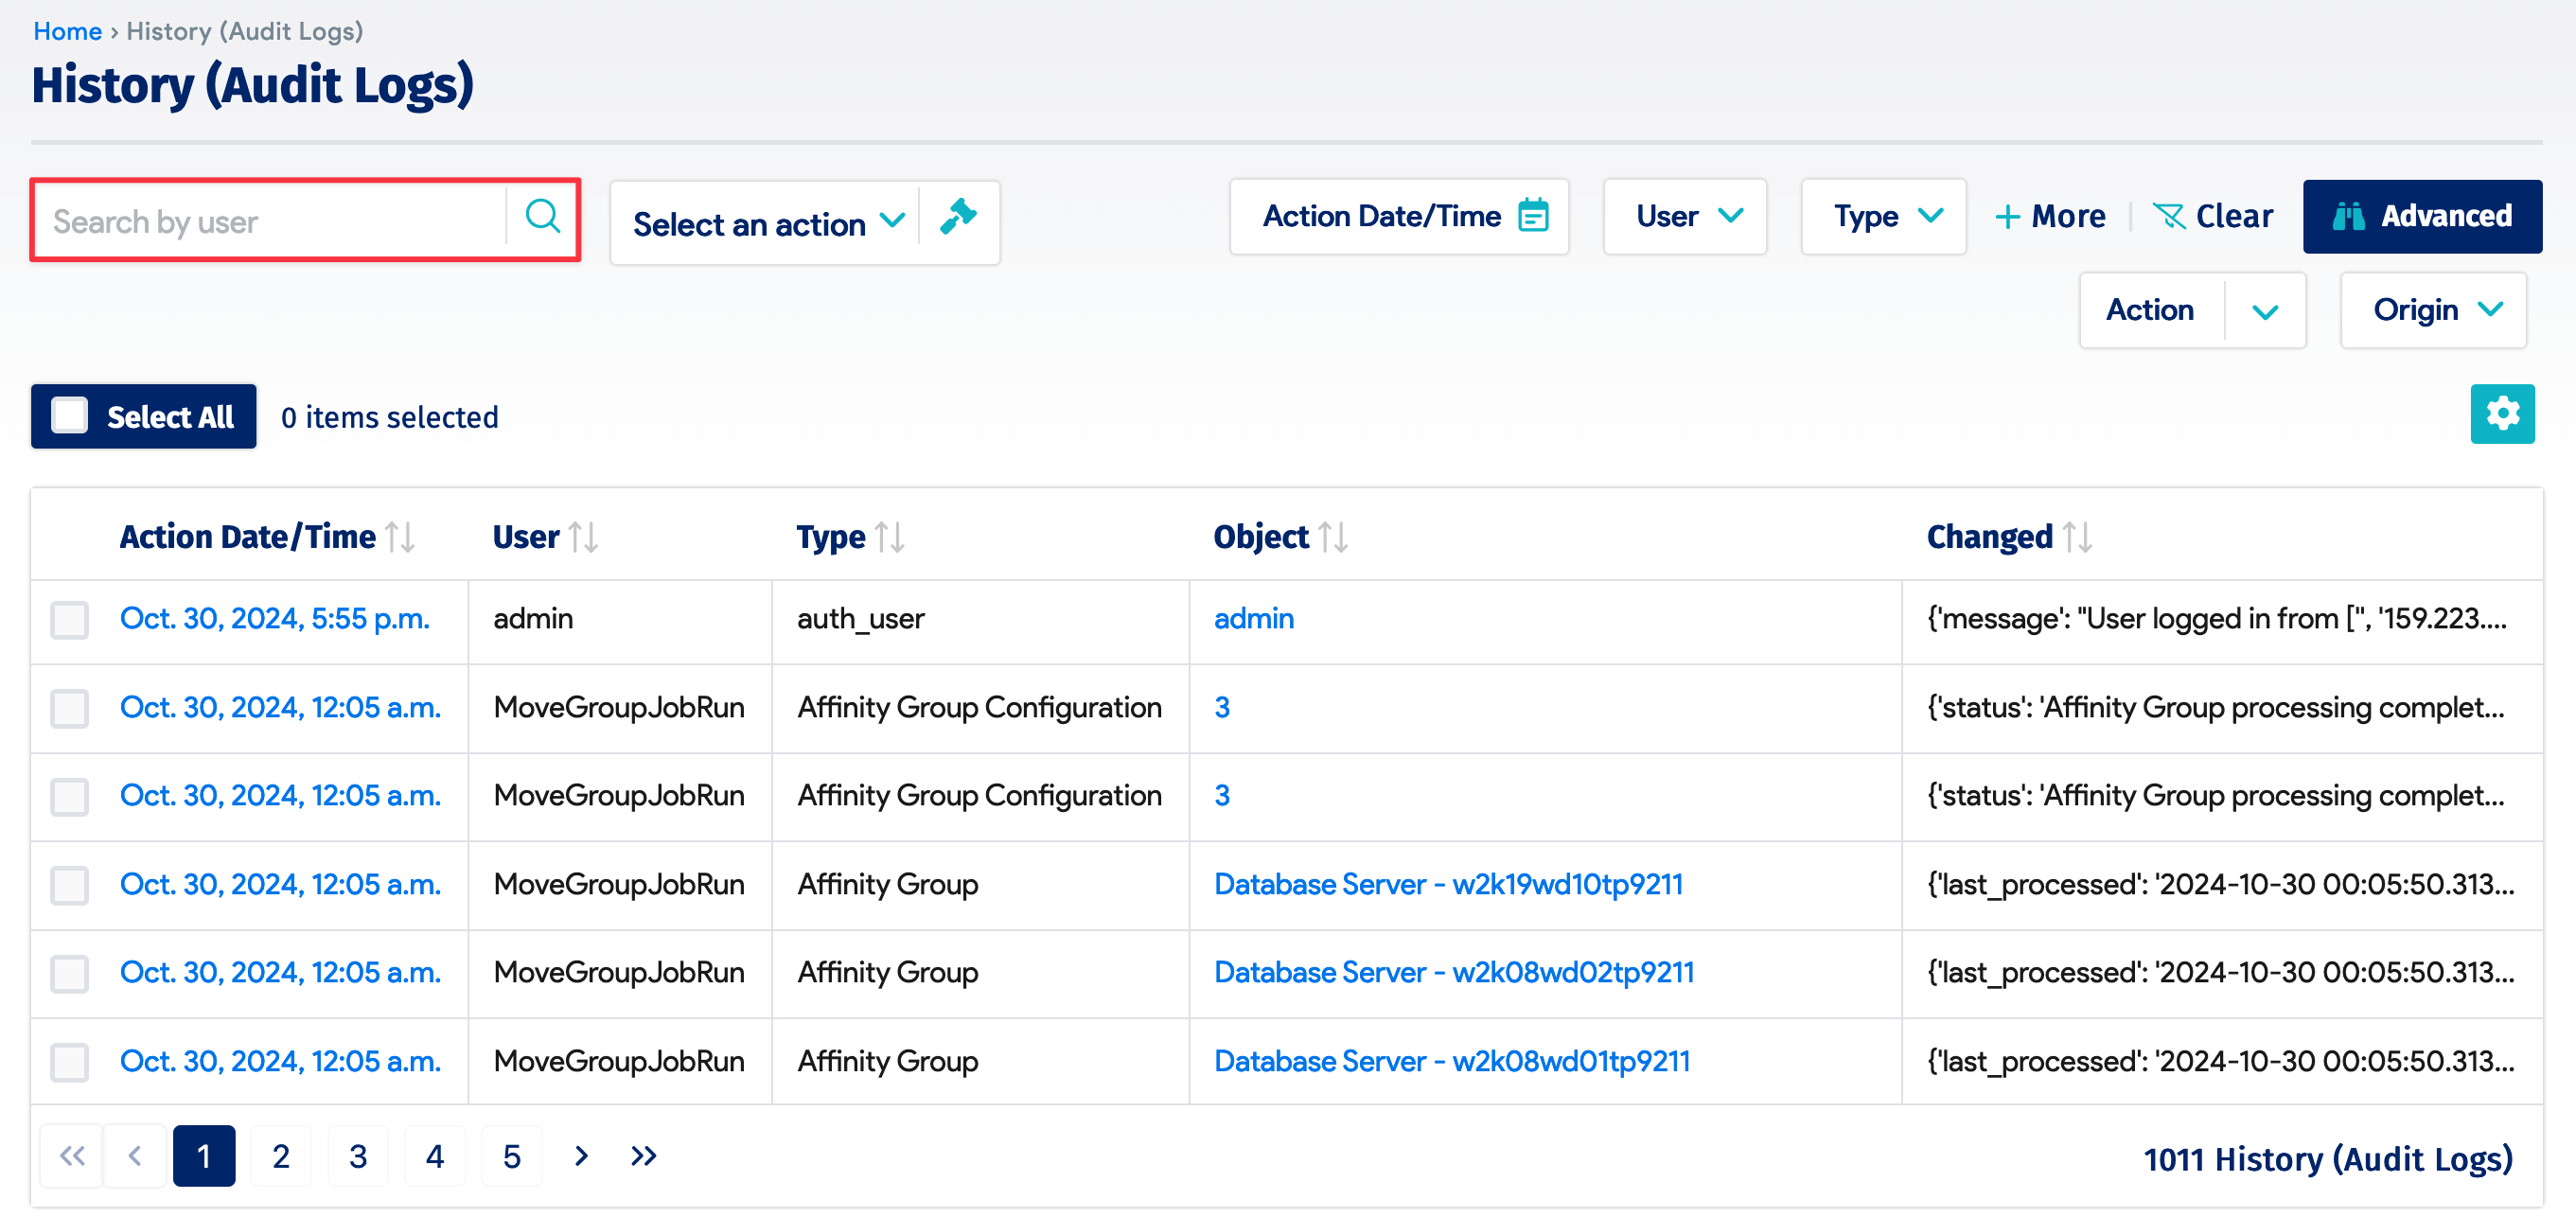 Home › History (Audit Logs)
History (Audit Logs)
Search by user
Select an action
Action Date/Time
User
Type
+ More
Clear
Advanced
Action
Origin
Select All
0 items selected
Action Date/Time User Type Object Changed
Oct. 30, 2024, 5:55 p.m. admin auth_user admin {'message': "User logged in from [", '159.223....
Oct. 30, 2024, 12:05 a.m. MoveGroupJobRun Affinity Group Configuration 3 {'status': 'Affinity Group processing complet...
Oct. 30, 2024, 12:05 a.m. MoveGroupJobRun Affinity Group Configuration 3 {'status': 'Affinity Group processing complet...
Oct. 30, 2024, 12:05 a.m. MoveGroupJobRun Affinity Group Database Server - w2k19wd10tp9211 {'last_processed': '2024-10-30 00:05:50.313...
Oct. 30, 2024, 12:05 a.m. MoveGroupJobRun Affinity Group Database Server - w2k08wd02tp9211 {'last_processed': '2024-10-30 00:05:50.313...
Oct. 30, 2024, 12:05 a.m. MoveGroupJobRun Affinity Group Database Server - w2k08wd01tp9211 {'last_processed': '2024-10-30 00:05:50.313...
« ‹ 1 2 3 4 5 › »
1011 History (Audit Logs)